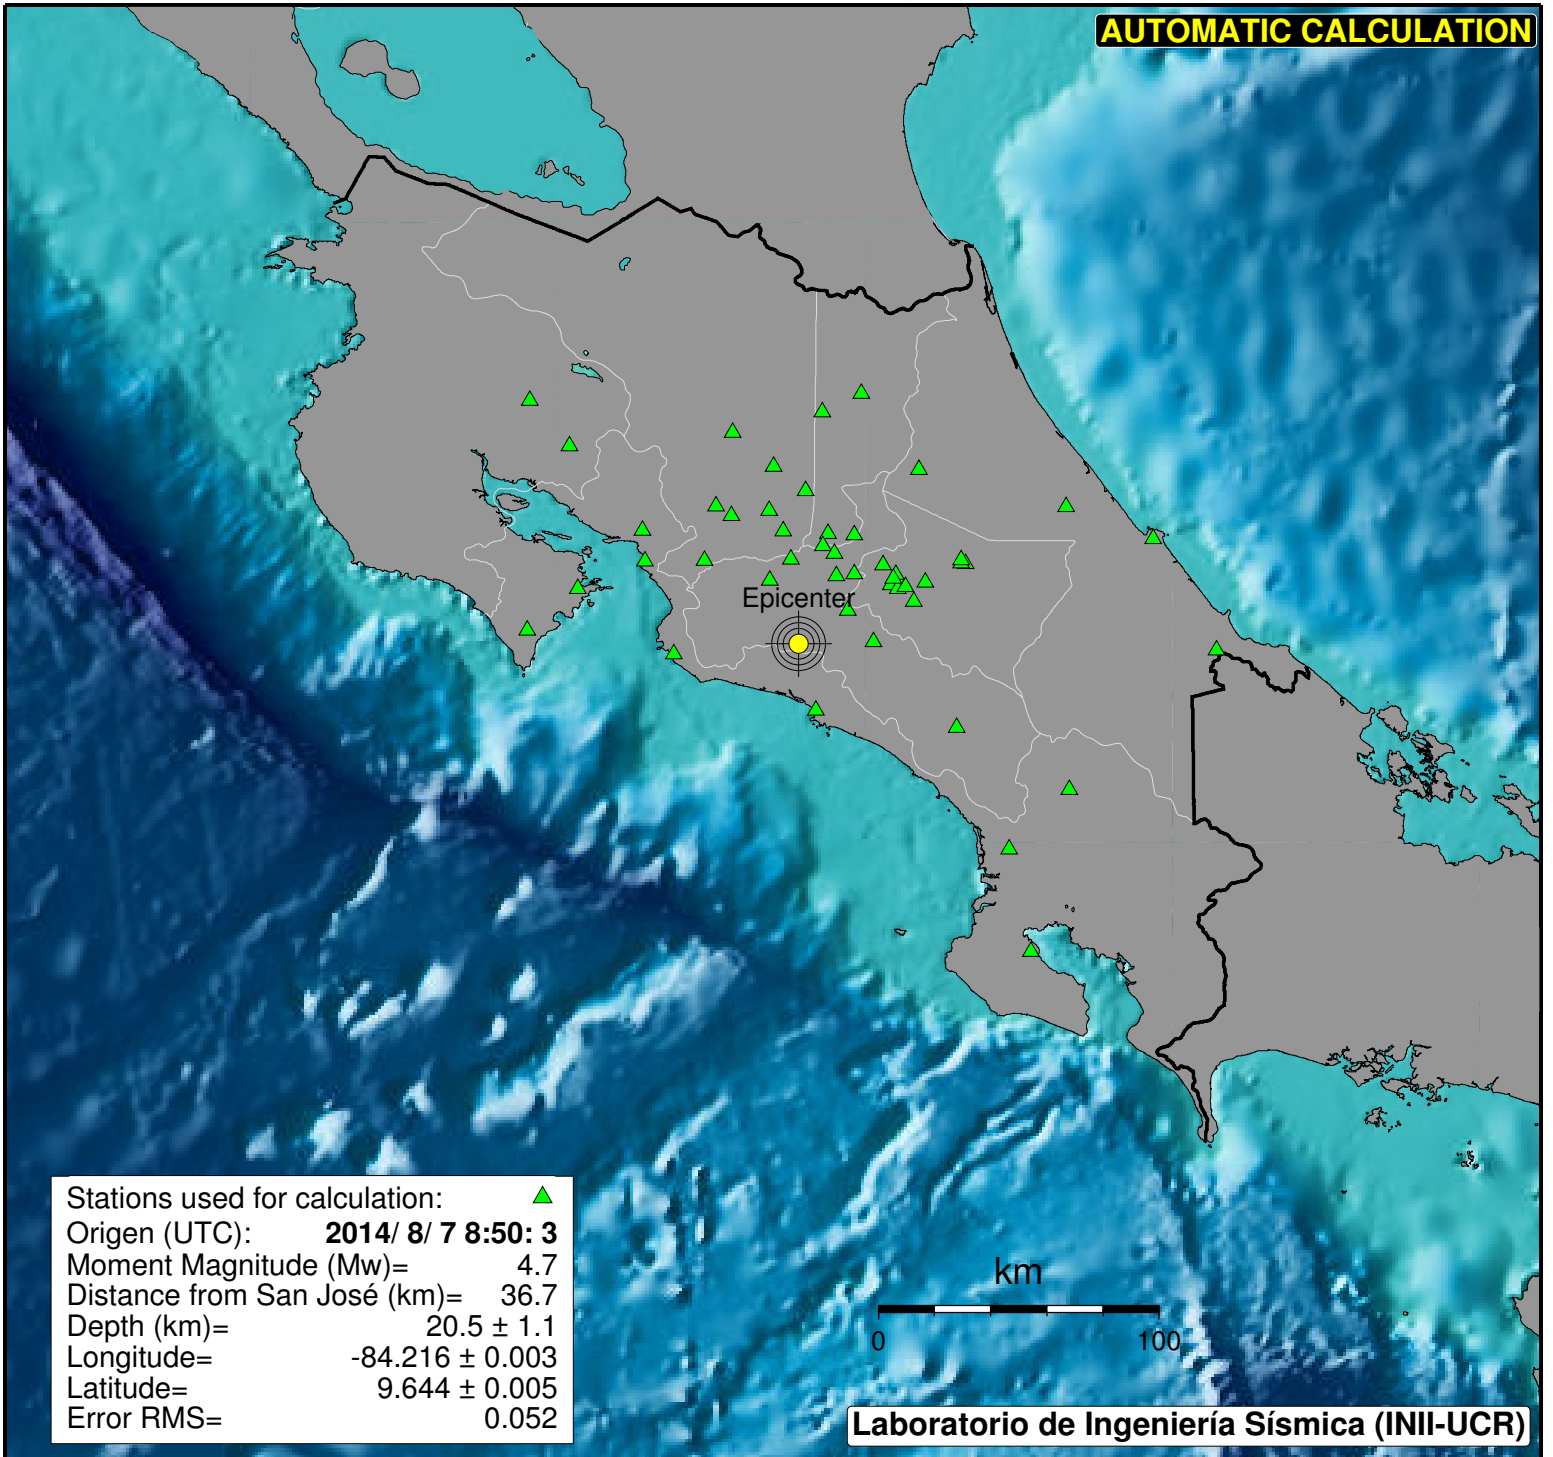 AUTOMATIC CALCULATION
Epicenter
Stations used for calculation:
Origen (UTC): 2014/ 8/ 7 8:50: 3
Moment Magnitude (Mw)= 4.7
Distance from San José (km)= 36.7
Depth (km)= 20.5 ± 1.1
Longitude= -84.216 ± 0.003
Latitude= 9.644 ± 0.005
Error RMS= 0.052
km
0 100
Laboratorio de Ingeniería Sísmica (INII-UCR)